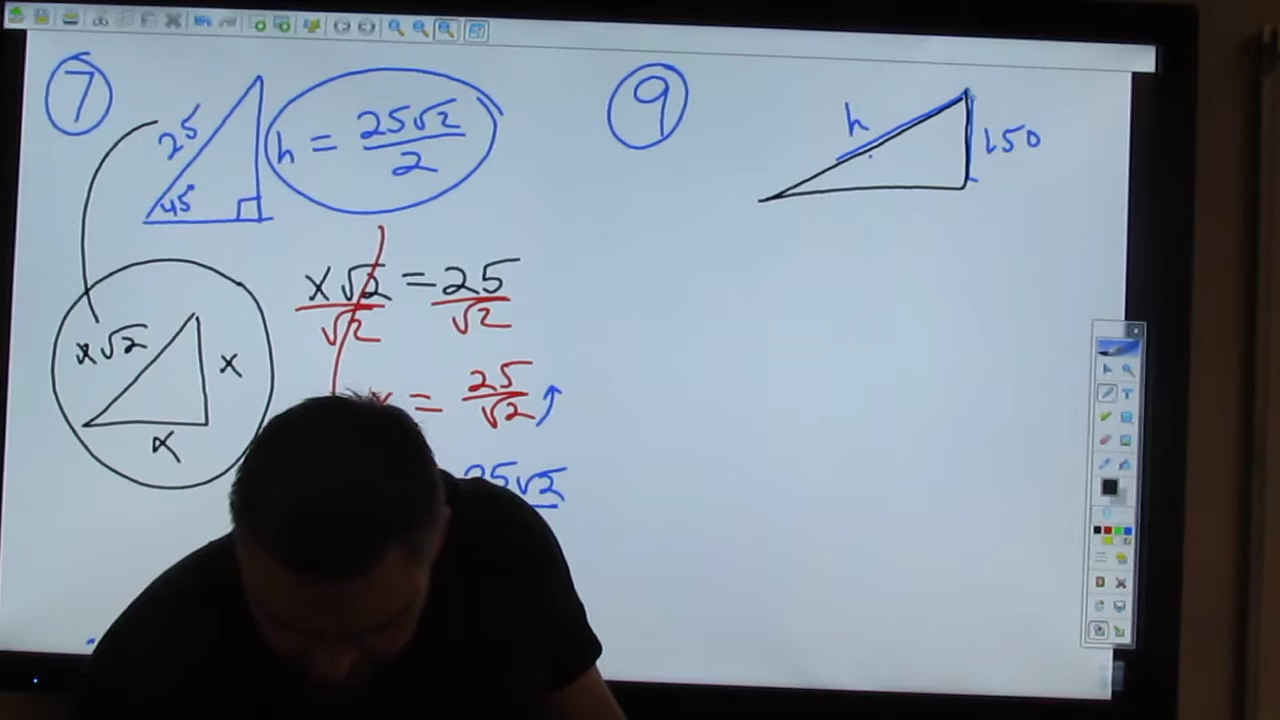 7
25
45°
h = 25√2 / 2
x√2 = 25
√2 √2
x = 25 / √2
25√2
x√2
x
x
9
h
150